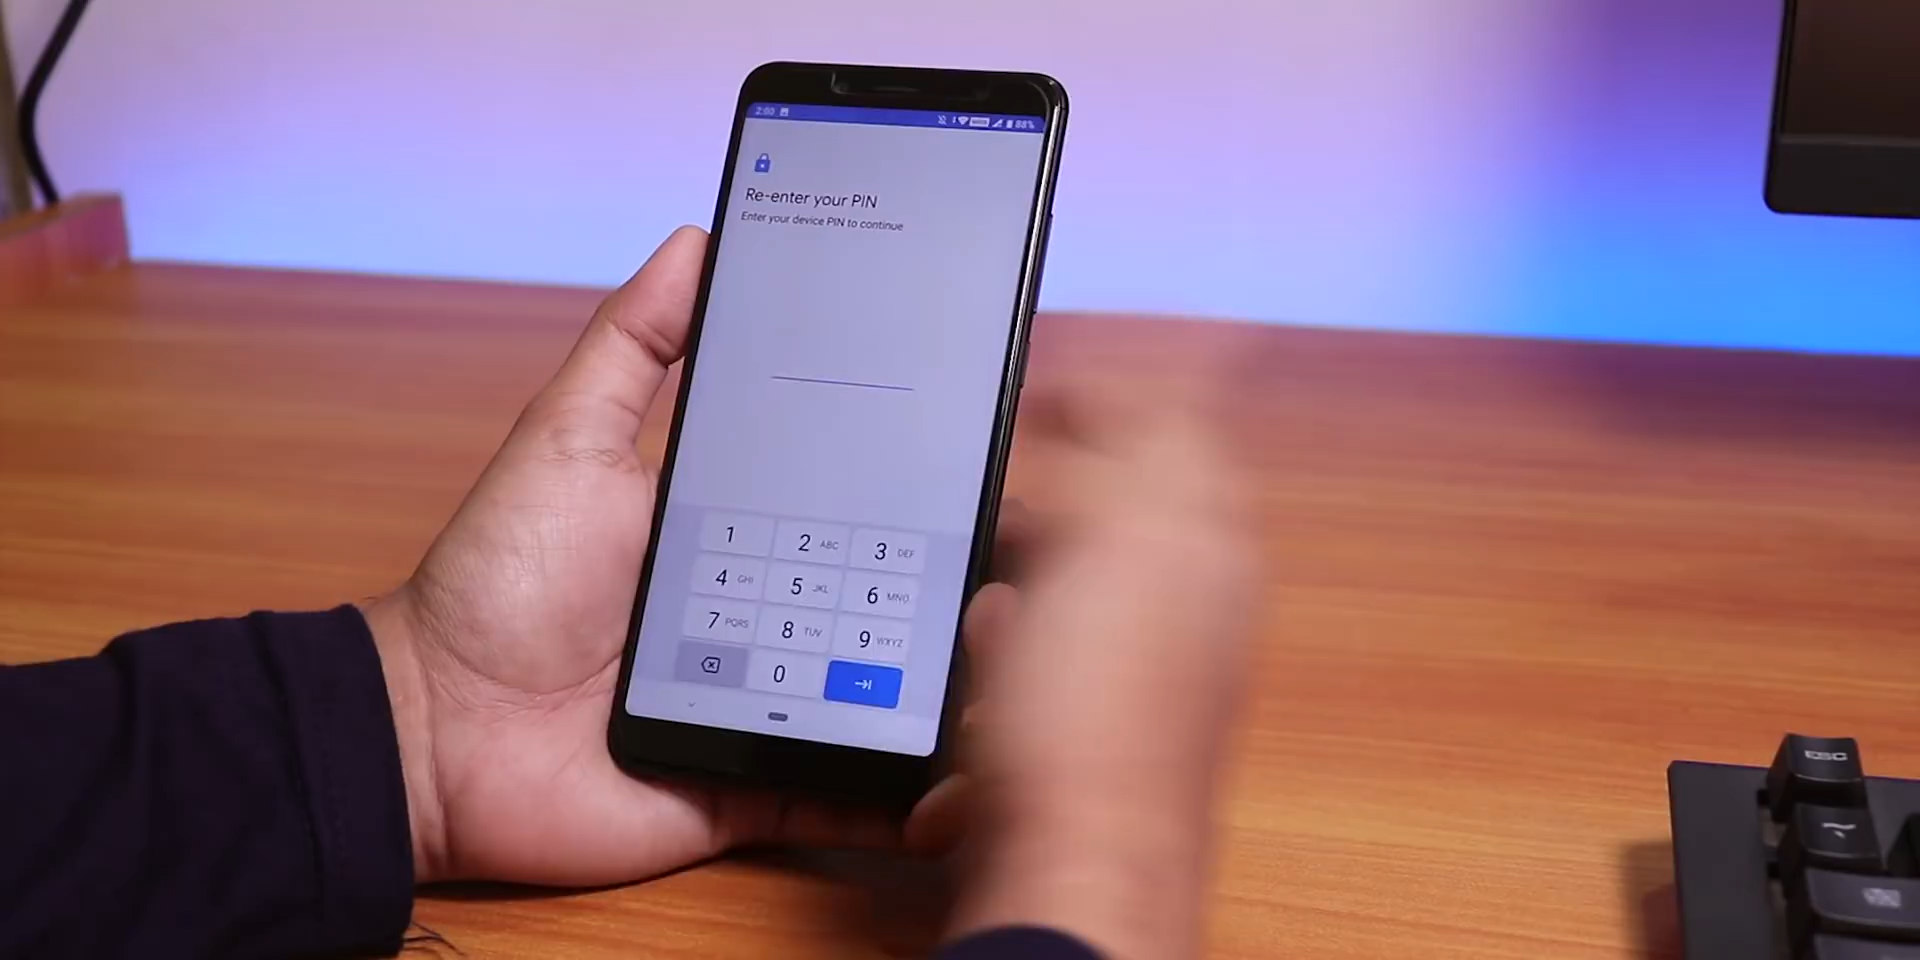 2:00 88%
Re-enter your PIN
Enter your device PIN to continue
1 2 ABC 3 DEF
4 GHI 5 JKL 6 MNO
7 PQRS 8 TUV 9 WXYZ
0